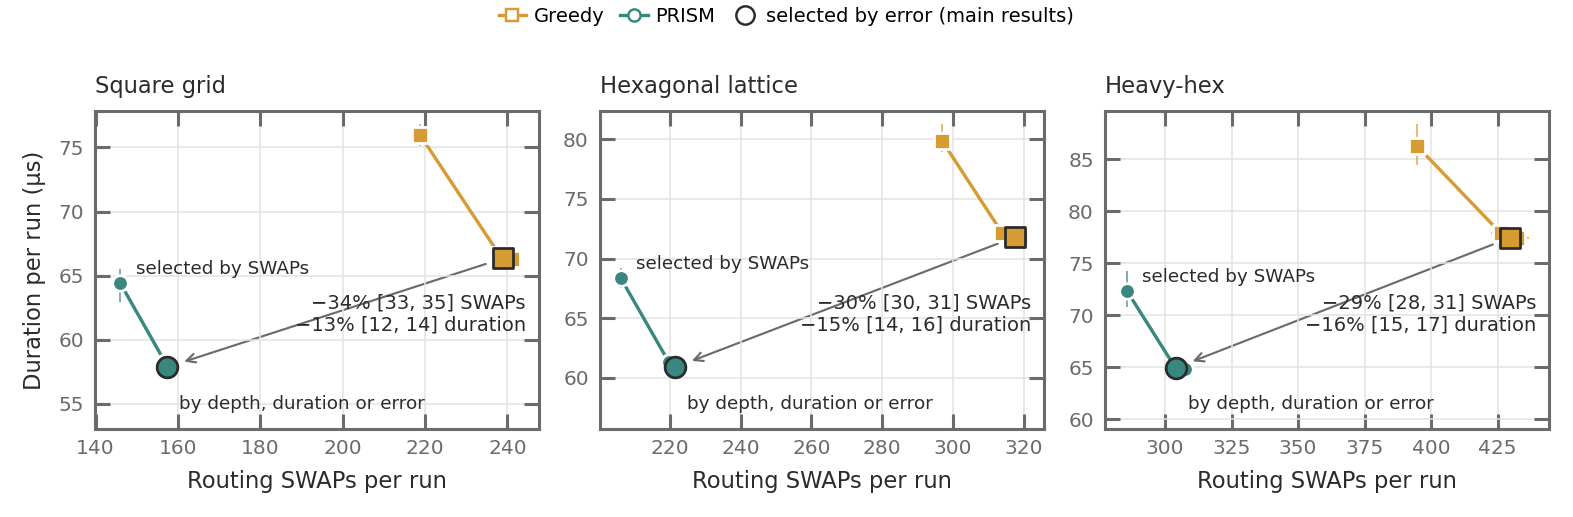 Greedy PRISM selected by error (main results)
Square grid
Hexagonal lattice
Heavy-hex
Duration per run (µs)
75
70
65
60
55
selected by SWAPs
−34% [33, 35] SWAPs
−13% [12, 14] duration
by depth, duration or error
140 160 180 200 220 240
Routing SWAPs per run
80
75
70
65
60
selected by SWAPs
−30% [30, 31] SWAPs
−15% [14, 16] duration
by depth, duration or error
220 240 260 280 300 320
Routing SWAPs per run
85
80
75
70
65
60
selected by SWAPs
−29% [28, 31] SWAPs
−16% [15, 17] duration
by depth, duration or error
300 325 350 375 400 425
Routing SWAPs per run